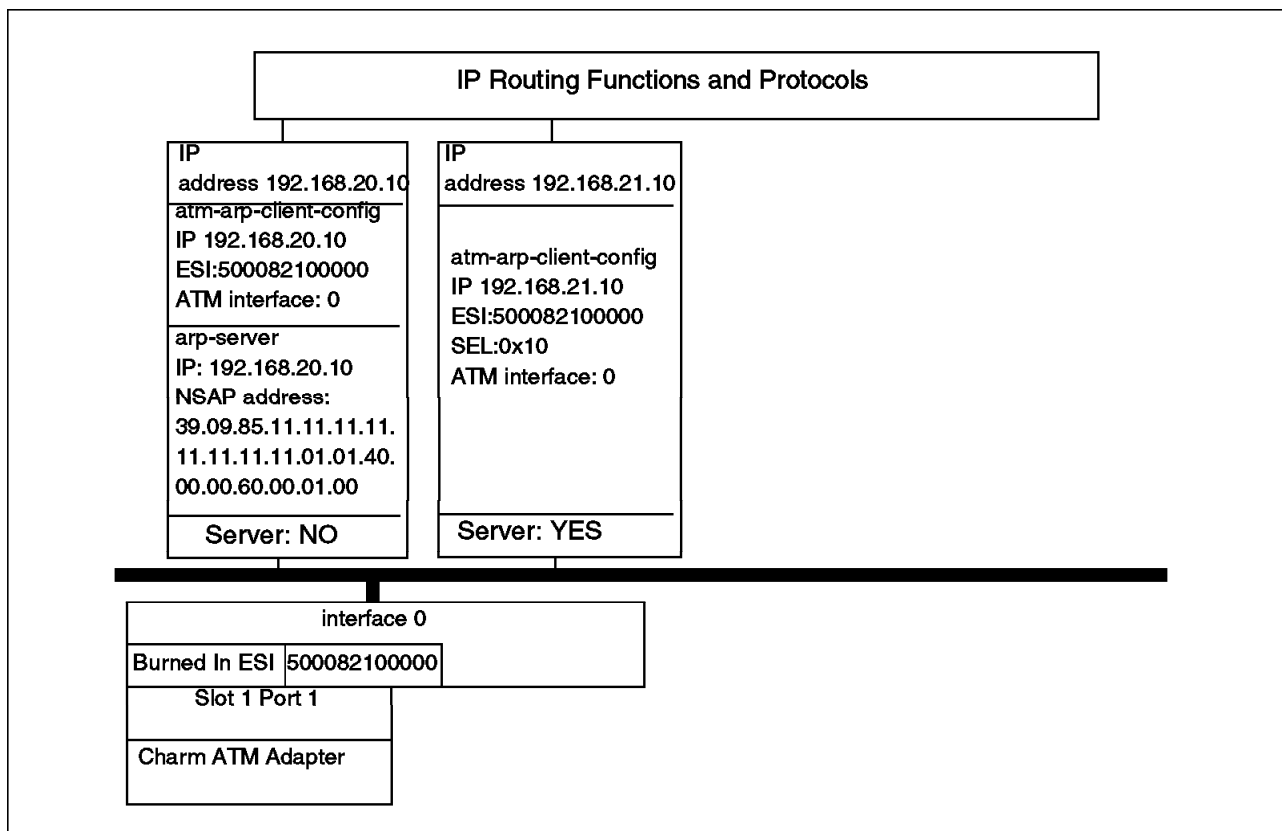 IP Routing Functions and Protocols
IP
address 192.168.20.10
atm-arp-client-config
IP 192.168.20.10
ESI:500082100000
ATM interface: 0
arp-server
IP: 192.168.20.10
NSAP address:
39.09.85.11.11.11.11.
11.11.11.11.01.01.40.
00.00.60.00.01.00
Server: NO
IP
address 192.168.21.10
atm-arp-client-config
IP 192.168.21.10
ESI:500082100000
SEL:0x10
ATM interface: 0
Server: YES
interface 0
Burned In ESI 500082100000
Slot 1 Port 1
Charm ATM Adapter